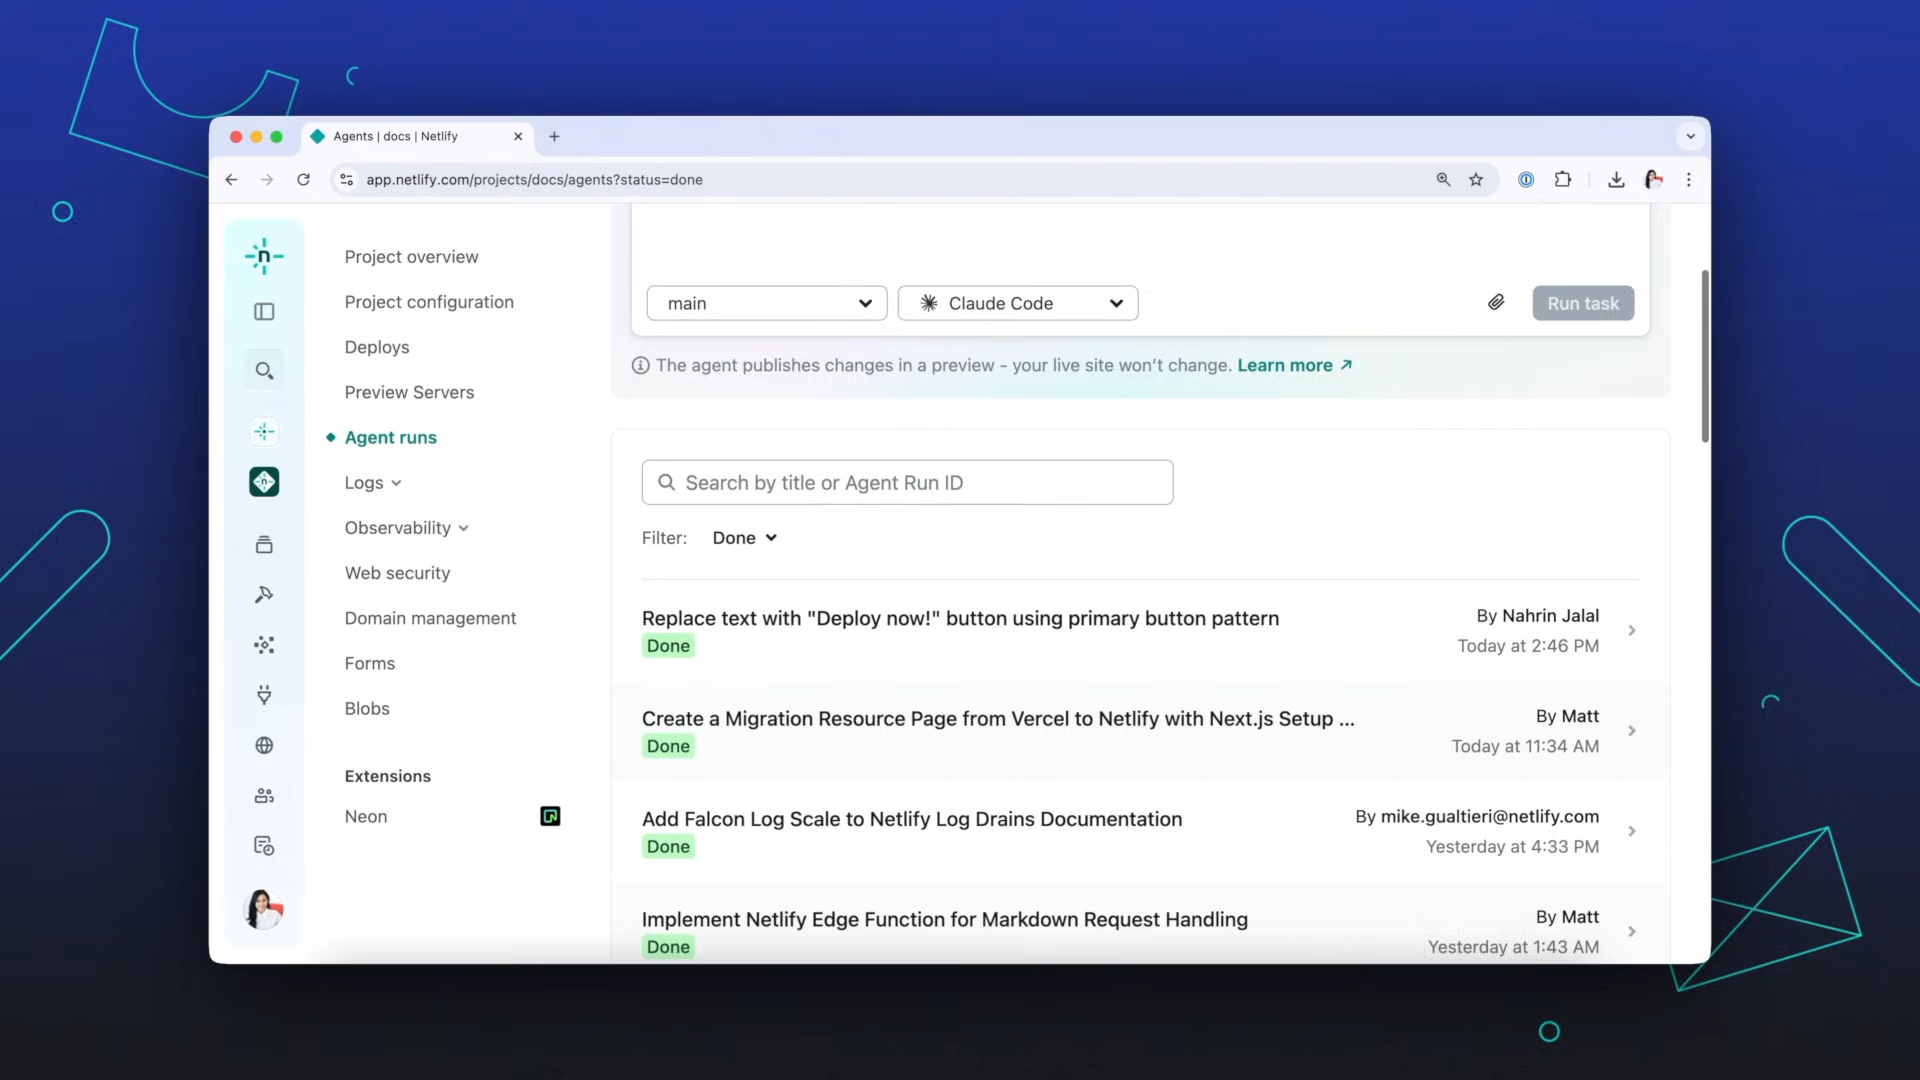 Agents | docs | Netlify
app.netlify.com/projects/docs/agents?status=done
n
Project overview
Project configuration
Deploys
Preview Servers
Agent runs
Logs
Observability
Web security
Domain management
Forms
Blobs
Extensions
Neon
main
Claude Code
Run task
The agent publishes changes in a preview - your live site won’t change. Learn more
Search by title or Agent Run ID
Filter: Done
Replace text with "Deploy now!" button using primary button pattern
Done
By Nahrin Jalal
Today at 2:46 PM
Create a Migration Resource Page from Vercel to Netlify with Next.js Setup ...
Done
By Matt
Today at 11:34 AM
Add Falcon Log Scale to Netlify Log Drains Documentation
Done
By mike.gualtieri@netlify.com
Yesterday at 4:33 PM
Implement Netlify Edge Function for Markdown Request Handling
Done
By Matt
Yesterday at 1:43 AM